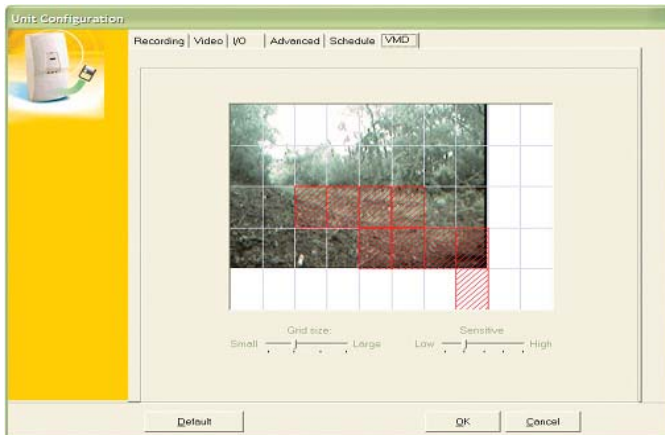 Unit Configuration
Recording Video I/O Advanced Schedule VMD
Grid size:
Small Large
Sensitive
Low High
Default OK Cancel